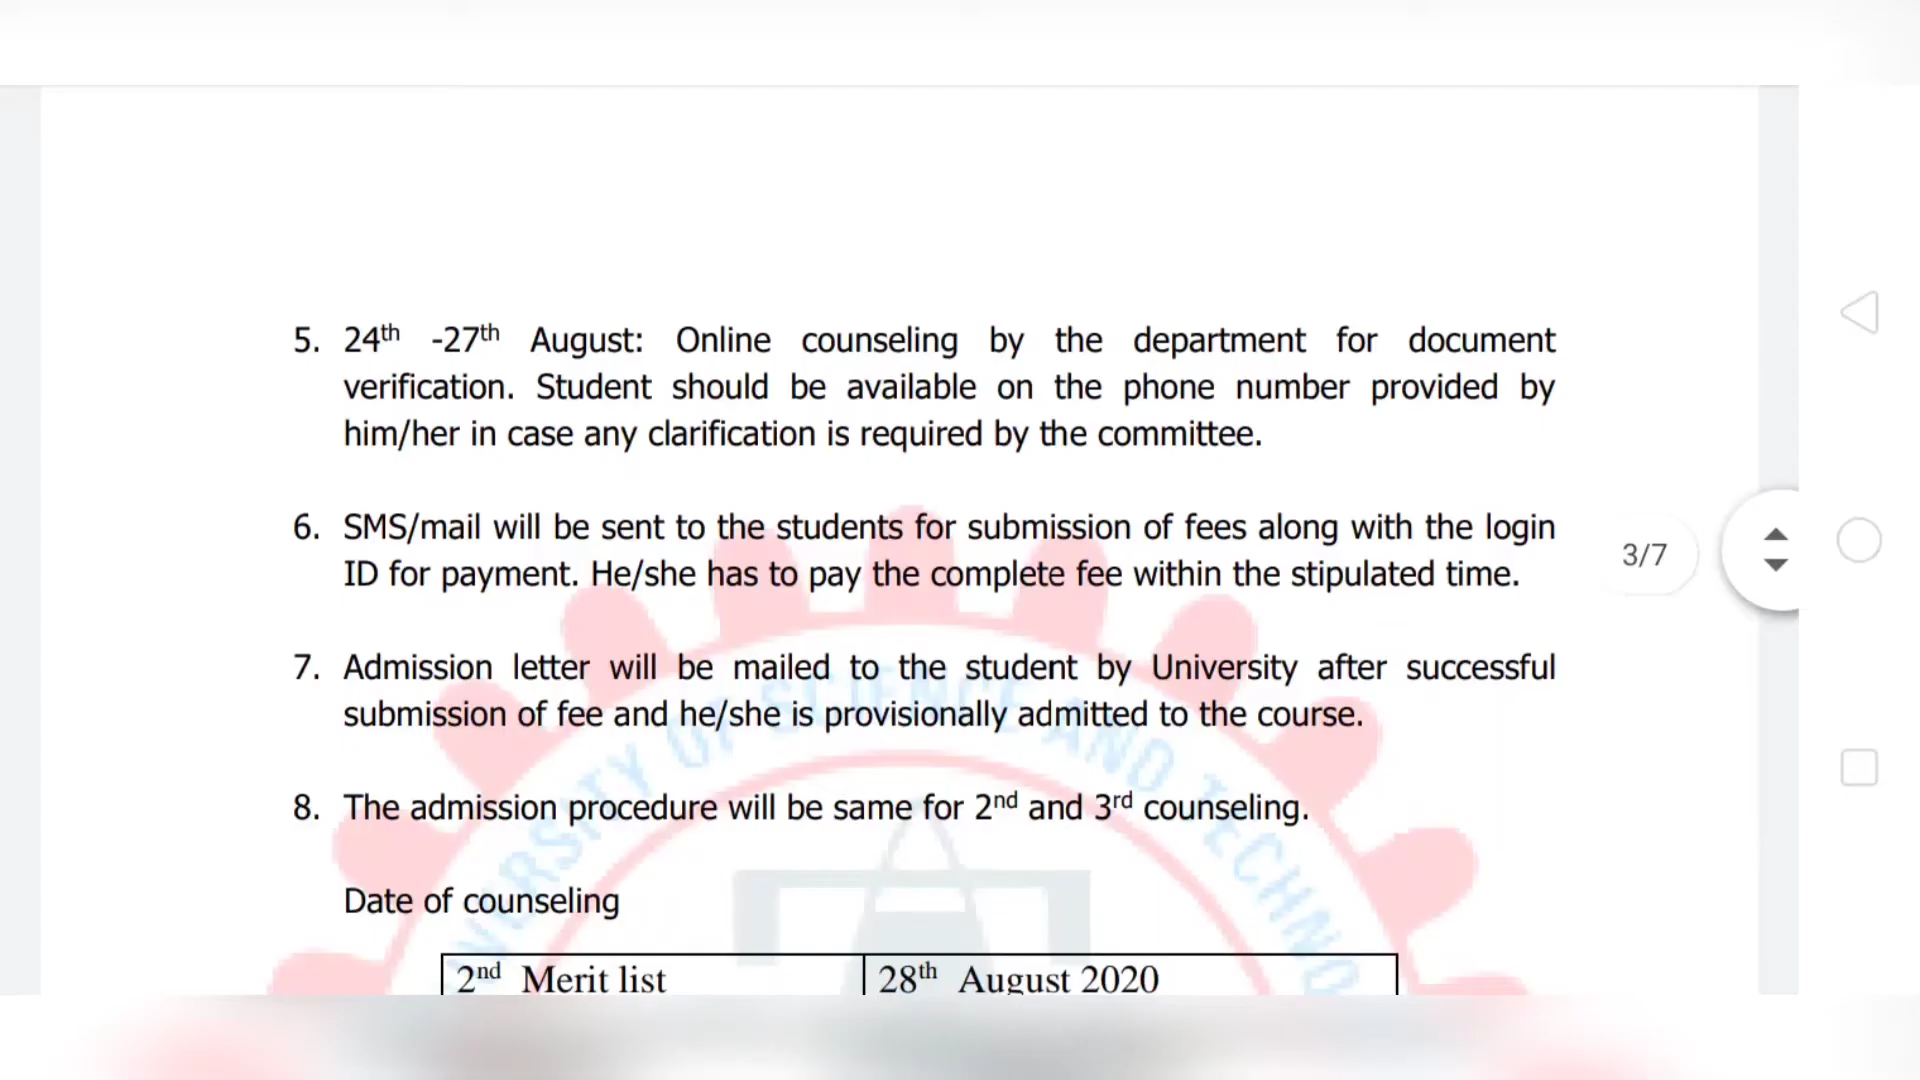 5. 24th -27th August: Online counseling by the department for document
verification. Student should be available on the phone number provided by
him/her in case any clarification is required by the committee.
6. SMS/mail will be sent to the students for submission of fees along with the login
ID for payment. He/she has to pay the complete fee within the stipulated time.
3/7
7. Admission letter will be mailed to the student by University after successful
submission of fee and he/she is provisionally admitted to the course.
8. The admission procedure will be same for 2nd and 3rd counseling.
Date of counseling
2nd Merit list 28th August 2020
UNIVERSITY OF SCIENCE AND TECHNO